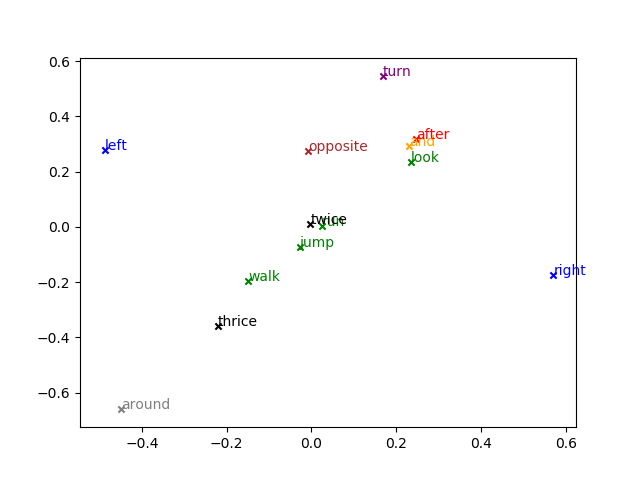 0.6
turn
0.4
after
and
left
opposite
look
0.2
twice
run
0.0
jump
right
walk
−0.2
thrice
−0.4
−0.6
around
−0.4
−0.2
0.0
0.2
0.4
0.6